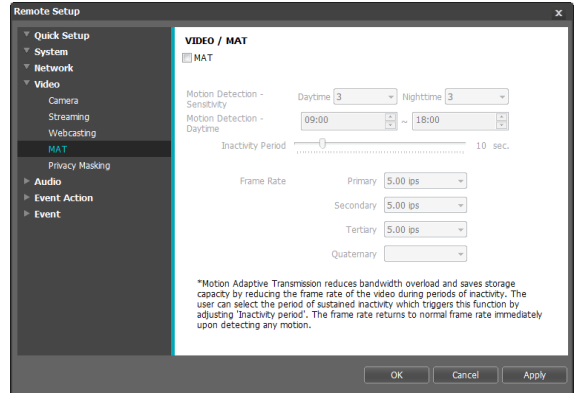 Remote Setup x
Quick Setup
System
Network
Video
Camera
Streaming
Webcasting
MAT
Privacy Masking
Audio
Event Action
Event
VIDEO / MAT
MAT
Motion Detection -
Sensitivity
Daytime 3 Nighttime 3
Motion Detection -
Daytime
09:00 ~ 18:00
Inactivity Period 10 sec.
Frame Rate Primary 5.00 ips
Secondary 5.00 ips
Tertiary 5.00 ips
Quaternary
*Motion Adaptive Transmission reduces bandwidth overload and saves storage
capacity by reducing the frame rate of the video during periods of inactivity. The
user can select the period of sustained inactivity which triggers this function by
adjusting 'Inactivity period'. The frame rate returns to normal frame rate immediately
upon detecting any motion.
OK Cancel Apply